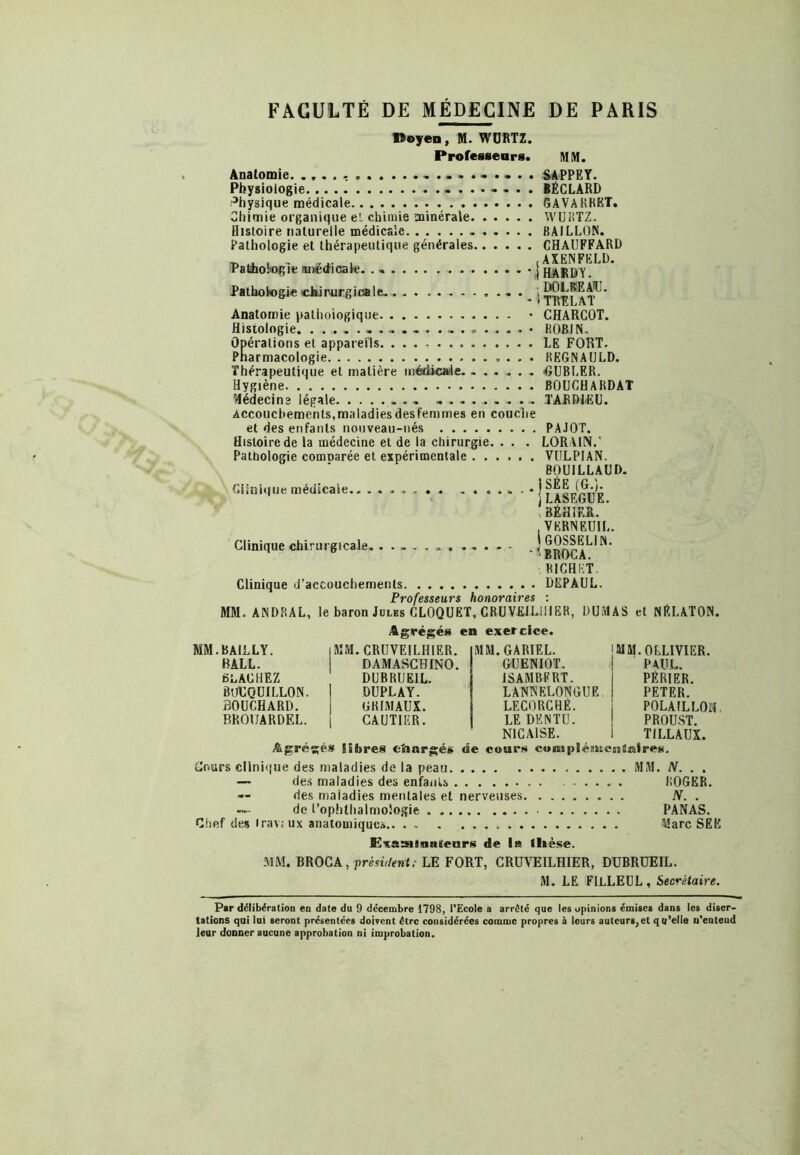 FACULTÉ DE MÉDECINE DE PARIS
Doyen, M. WURTZ.
Professeurs. MM.
Anatomie. . . . . . . . . . . . . . . . . . . SAPPEY.
Physiologie. . . . . . . . . . . . . . . . . . BÉCLARD
Physique médicale. . . . . . . . . . . . . . . GAVARRET.
Chimie organique et chimie minérale. . . . . . WURTZ.
Histoire naturelle médicale. . . . . . . . . . BAILLON.
Pathologie et thérapeutique générales. . . . . CHAUFFARD
Pathologie médicale. . . . . . . . . . . . . . { AXENFELD.
HARDY.
Pathologie chirurgicale. . . . . . . . . . . . { DOLBEAU.
TRÉLAT
Anatomie pathologique. . . . . . . . . . . . . CHARCOT.
Histologie. . . . . . . . . . . . . . . . . . ROBIN.
Opérations et appareils. . . . . . . . . . . . LE FORT.
Pharmacologie. . . . . . . . . . . . . . . . . REGNAULD.
Thérapeutique et matière médicale. . . . . . . GUBLER.
Hygiène. . . . . . . . . . . . . . . . . . . . BOUCHARDAT
Médecine légale. . . . . . . . . . . . . . . . TARDIEU.
Accouchements, maladies des femmes en couche
et des enfants nouveau-nés . . . . . . . . . . PAJOT.
Histoire de la médecine et de la chirurgie. . . . LORAIN.
Pathologie comparée et expérimentale . . . . . . VULPIAN.
BOUILLAUD.
Clinique médicale. . . . . . . . . . . . . . . { SÉE (G.).
LASEGUE.
BÉHIER.
VERNEUIL.
Clinique chirurgicale. . . . . . . . . . . . . { GOSSELIN.
BROCA.
RICHET.
Clinique d'accouchements. . . . . . . . . . . . DEPAUL.
Professeurs honoraires :
MM. ANDRAL, le baron JULES CLOQUET, CRUVEILHIER, DUMAS et NÉLATON.
Agrégés en exercice.
MM. BAILLY. | MM. CRUVEILHIER. | MM. GARIEL. | MM. OLLIVIER.
BALL. | DAMASCHINO. | GUENIOT. | PAUL.
BLACHEZ | DUBRUEIL. | ISAMBERT. | PÉRIER.
BUCQUILLON. | DUPLAY. | LANNELONGUE | PETER.
BOUCHARD. | GRIMAUX. | LECORCHÉ. | POLAILLON.
BROUARDEL. | CAUTIER. | LE DENTU. | PROUST.
NICAISE. | TILLAUX.
Agrégés libres chargés de cours complémentaires.
Cours clinique des maladies de la peau. . . . . . . . . . . . MM. N. . .
— des maladies des enfants . . . . . . . . . . . . . ROGER.
— des maladies mentales et nerveuses. . . . . . . . . N. .
— de l'ophthalmologie . . . . . . . . . . . . . . . . PANAS.
Chef des travaux anatomiques. . . . . . . . . . . . . . . Marc SEE
Examinateurs de la thèse.
MM. BROCA, président; LE FORT, CRUVEILHIER, DUBRUEIL.
M. LE FILLEUL, Secrétaire.
Par délibération en date du 9 décembre 1798, l'Ecole a arrêté que les opinions émises dans les diser-
tations qui lui seront présentées doivent être considérées comme propres à leurs auteurs, et qu'elle n'entend
leur donner aucune approbation ni improbation.